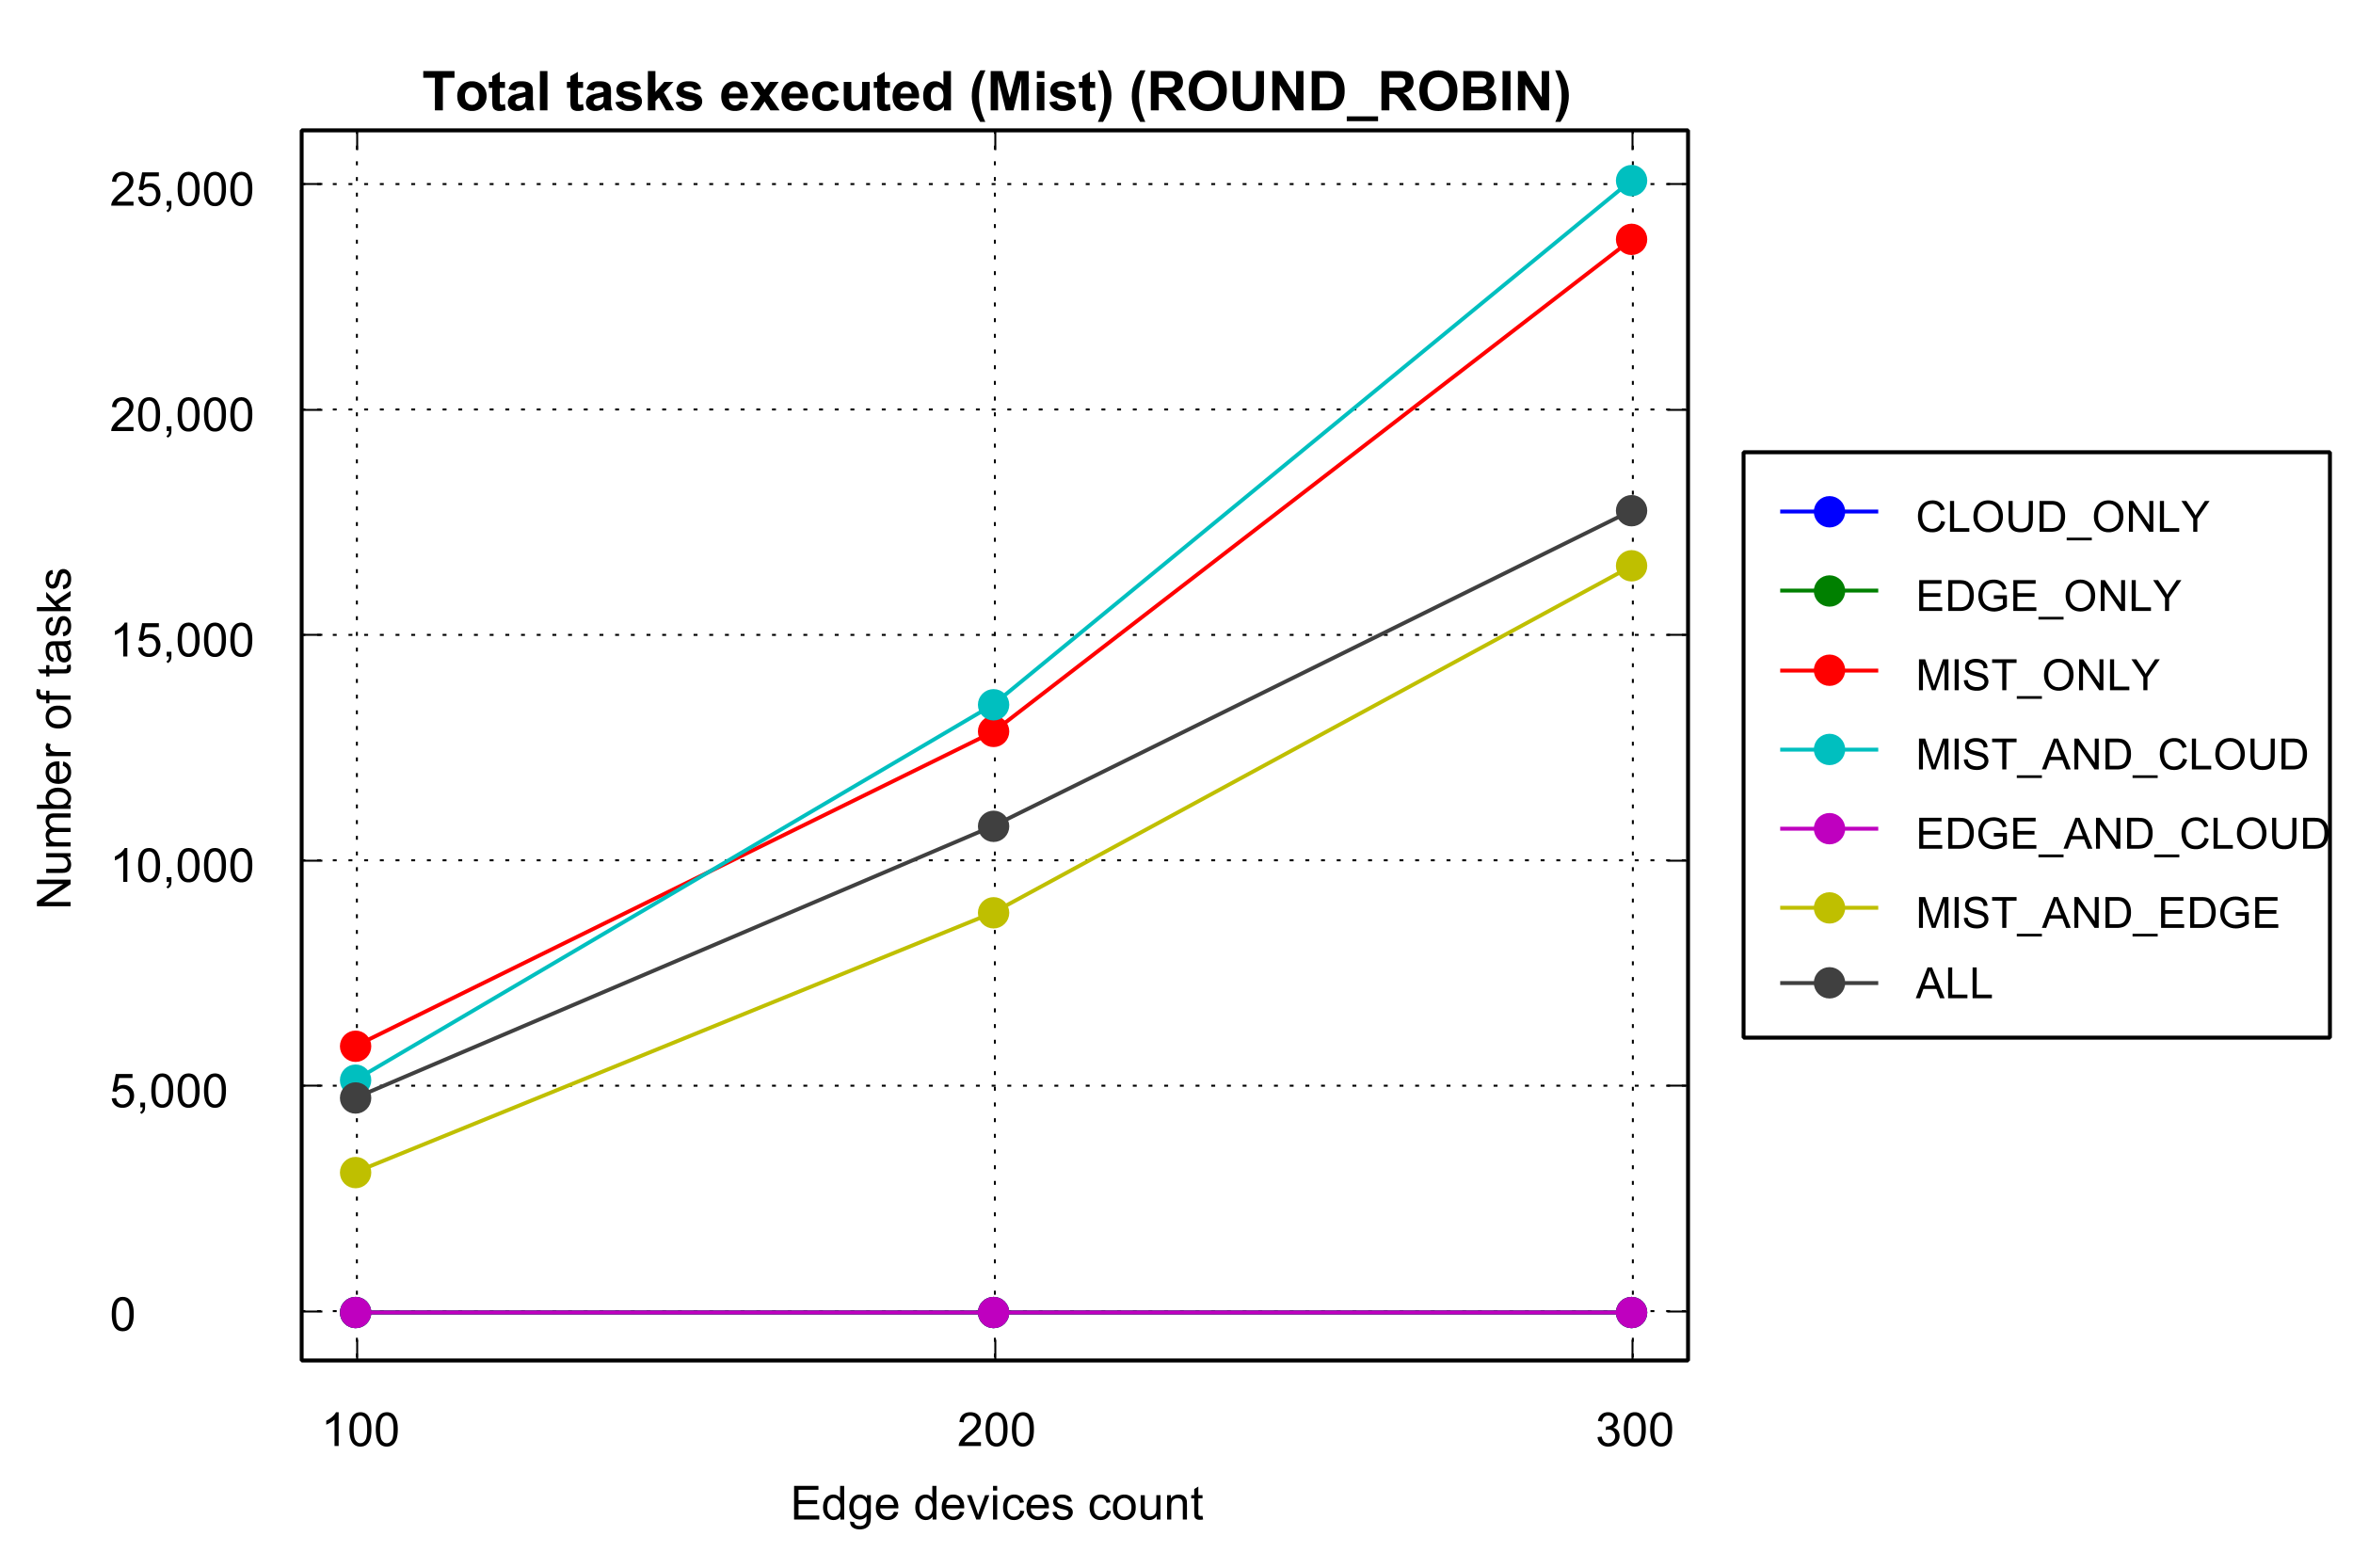 Total tasks executed (Mist) (ROUND_ROBIN)
25,000
20,000
15,000
10,000
5,000
0
Number of tasks
100
200
300
Edge devices count
CLOUD_ONLY
EDGE_ONLY
MIST_ONLY
MIST_AND_CLOUD
EDGE_AND_CLOUD
MIST_AND_EDGE
ALL